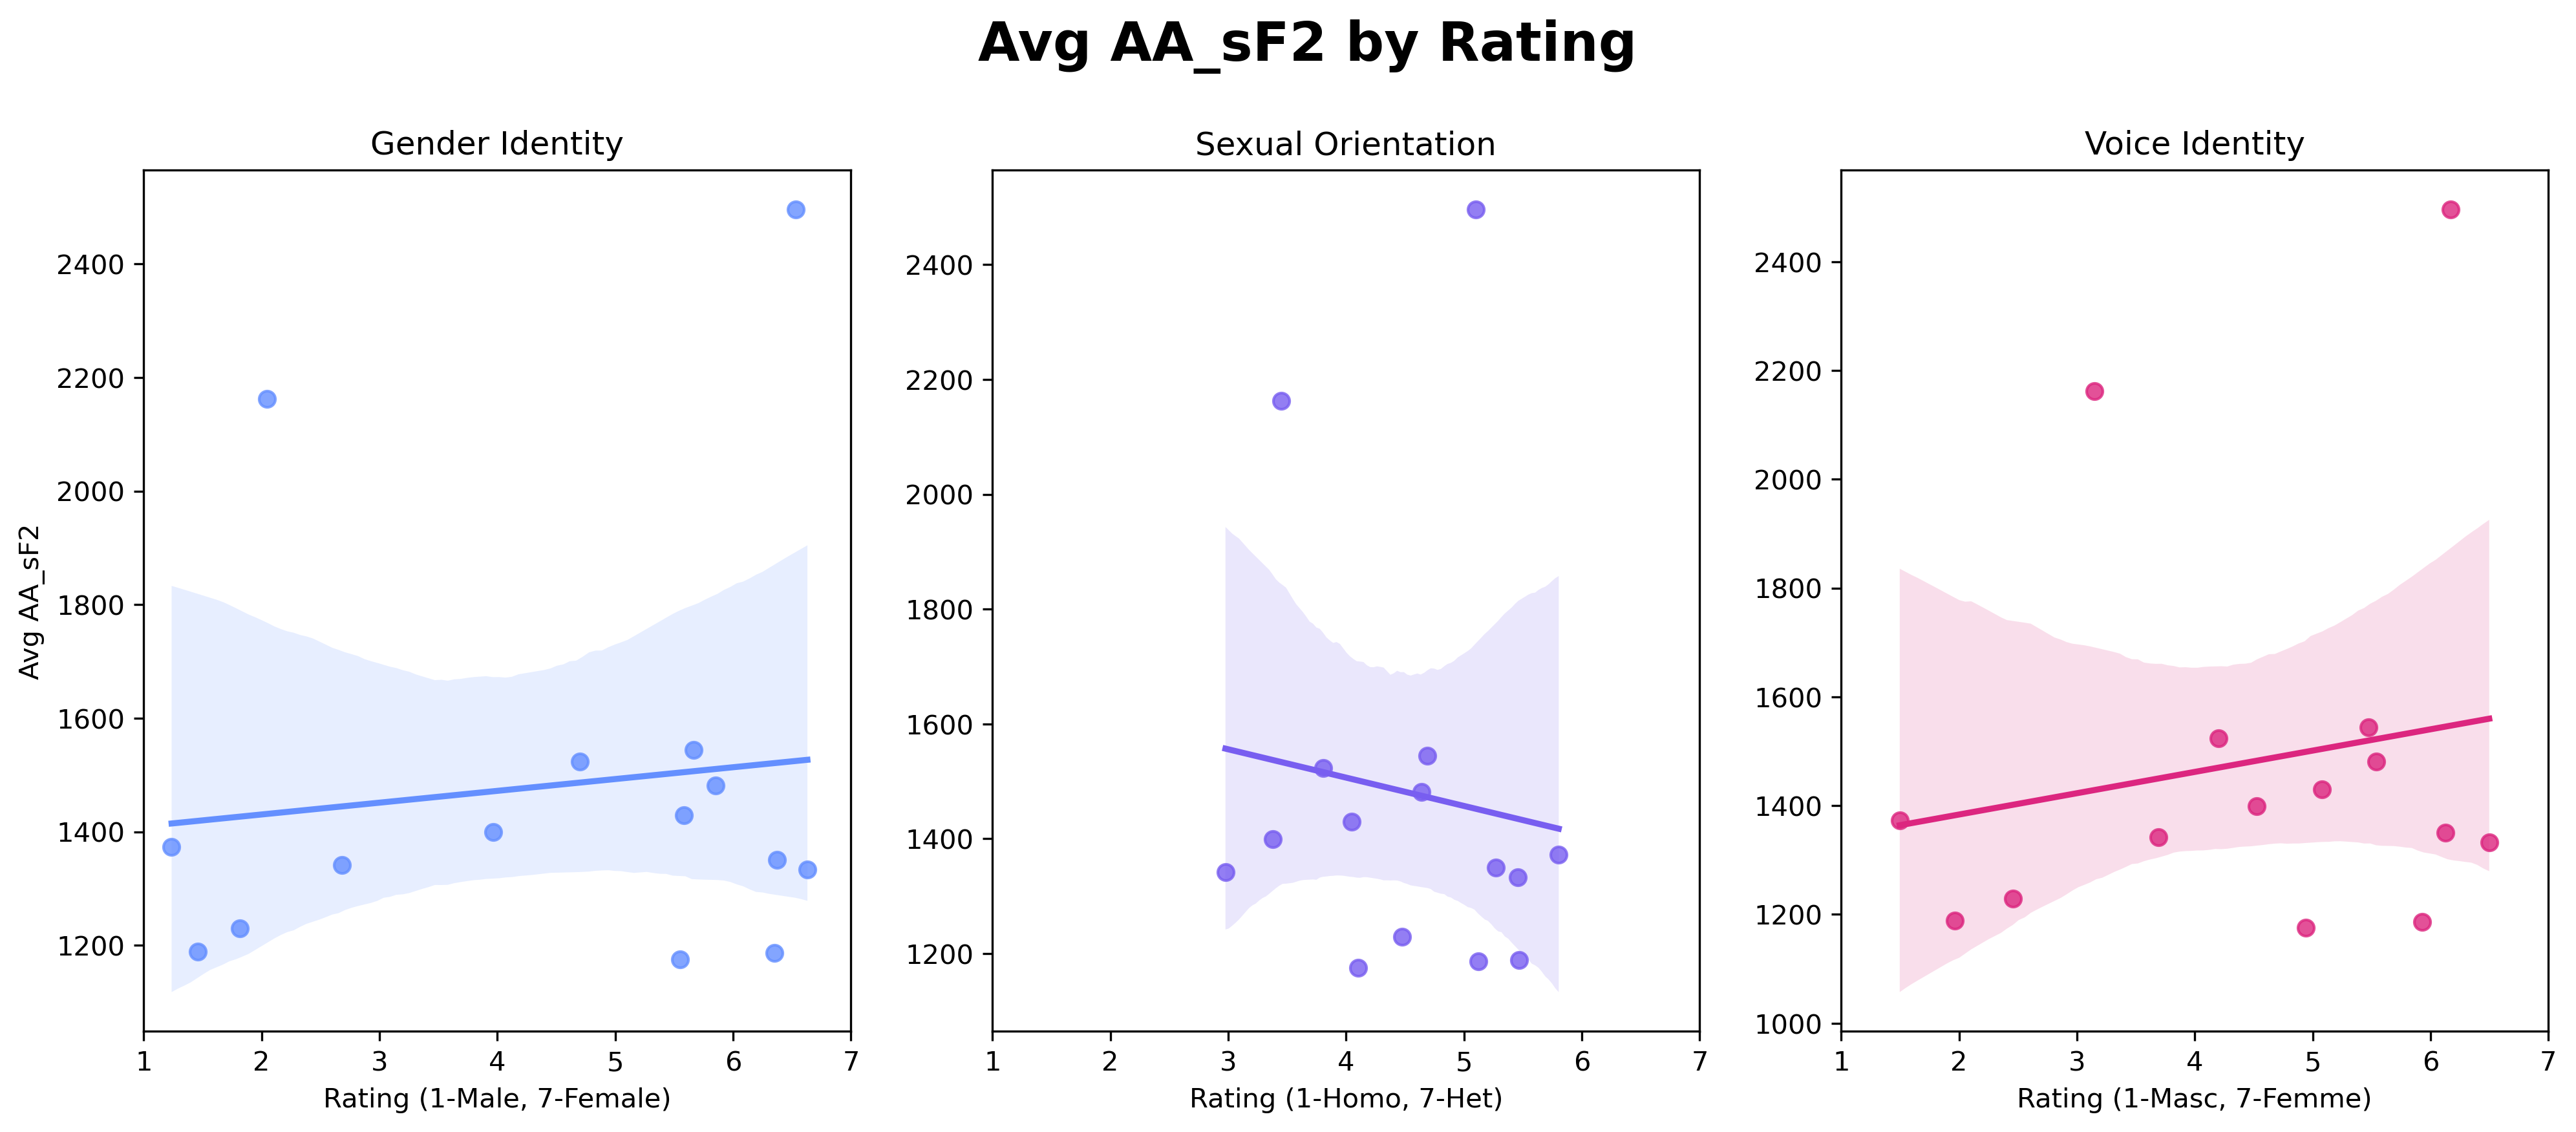 Avg AA_sF2 by Rating
Gender Identity
Sexual Orientation
Voice Identity
Avg AA_sF2
2400
2200
2000
1800
1600
1400
1200
1 2 3 4 5 6 7
Rating (1-Male, 7-Female)
2400
2200
2000
1800
1600
1400
1200
1 2 3 4 5 6 7
Rating (1-Homo, 7-Het)
2400
2200
2000
1800
1600
1400
1200
1000
1 2 3 4 5 6 7
Rating (1-Masc, 7-Femme)